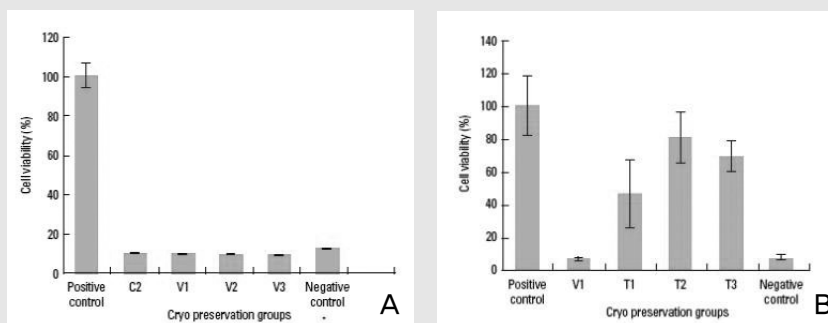 120
100
80
60
40
20
0
Cell viability (%)
Positive control
C2
V1
V2
V3
Negative control
Cryo preservation groups
A
140
120
100
80
60
40
20
0
Cell viability (%)
Positive control
V1
T1
T2
T3
Negative control
Cryo preservation groups
B